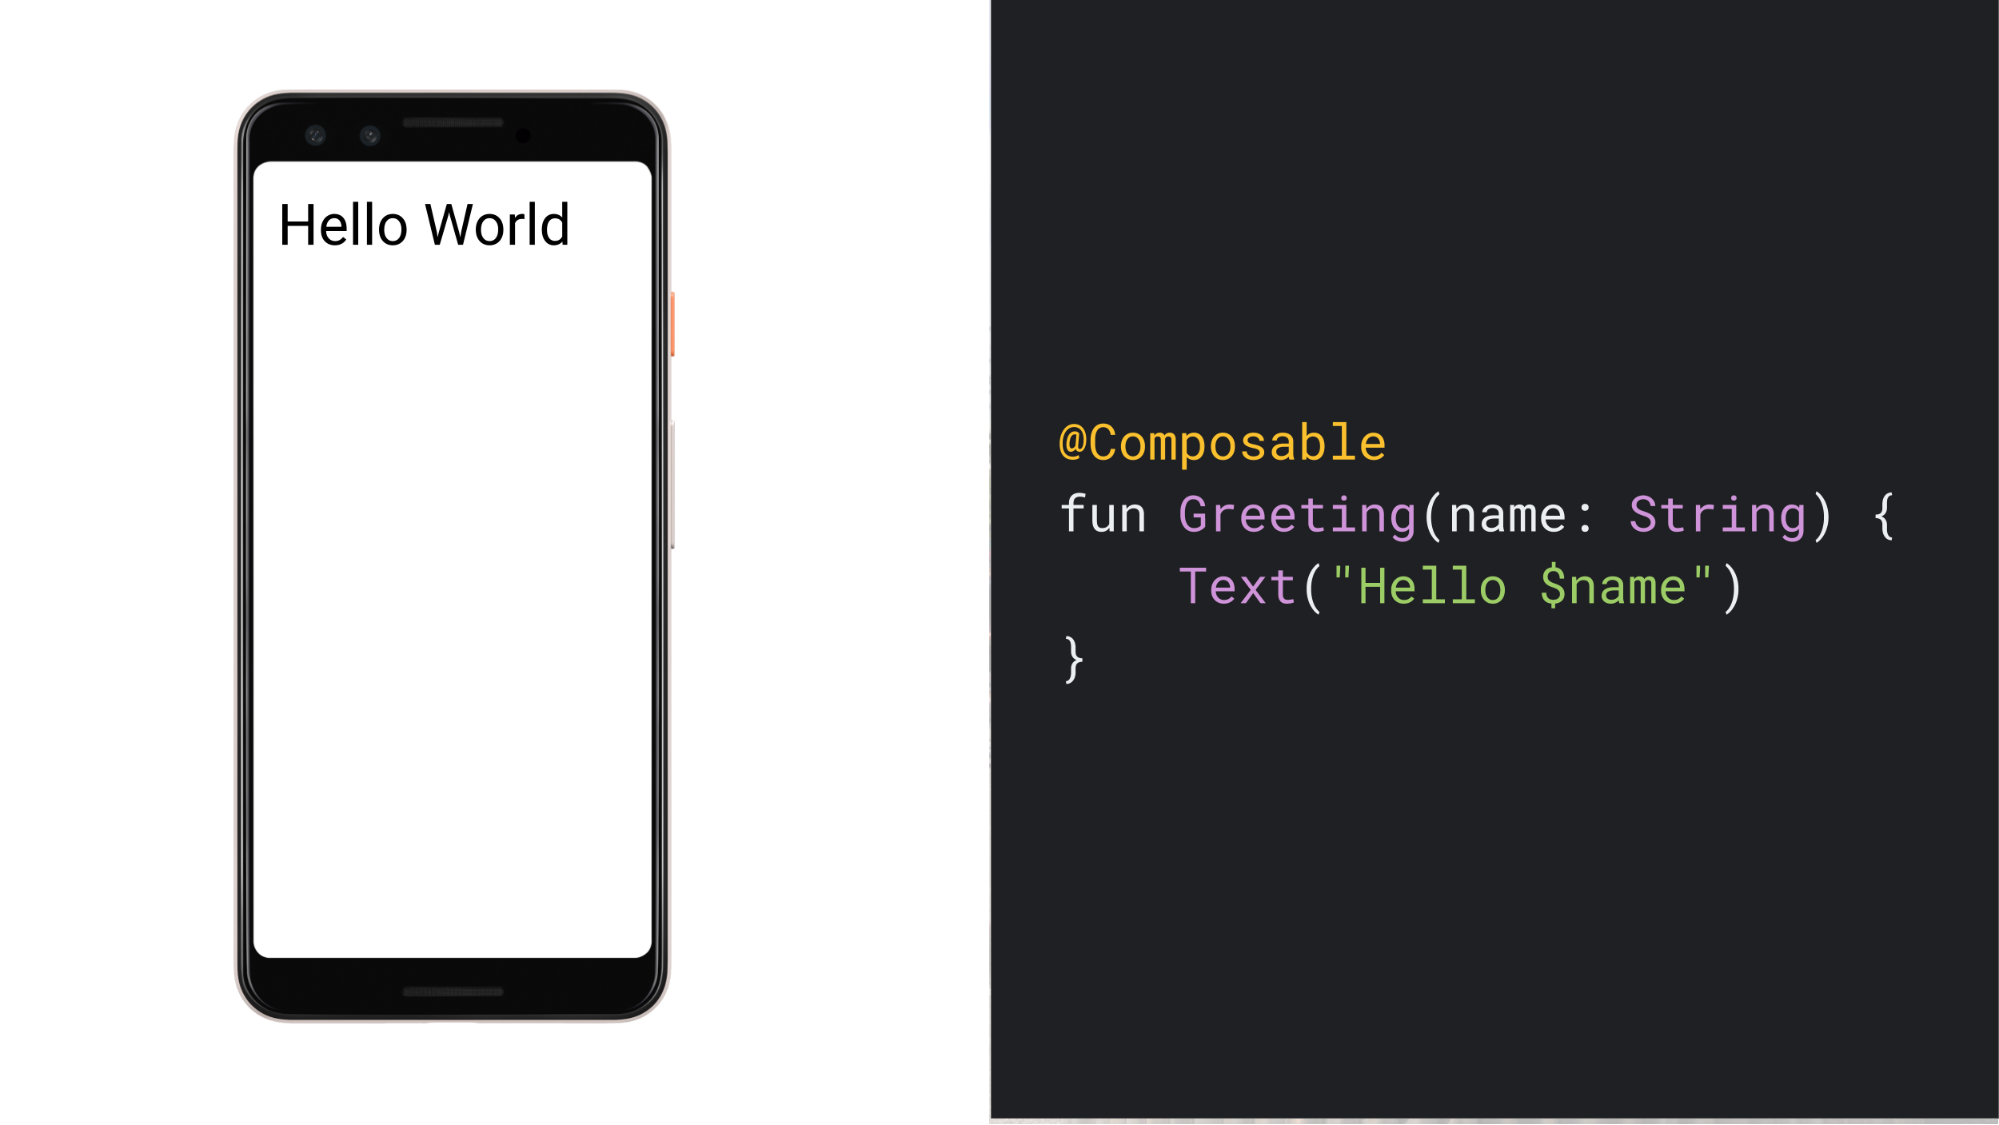 Hello World
@Composable
fun Greeting(name: String) {
    Text("Hello $name")
}